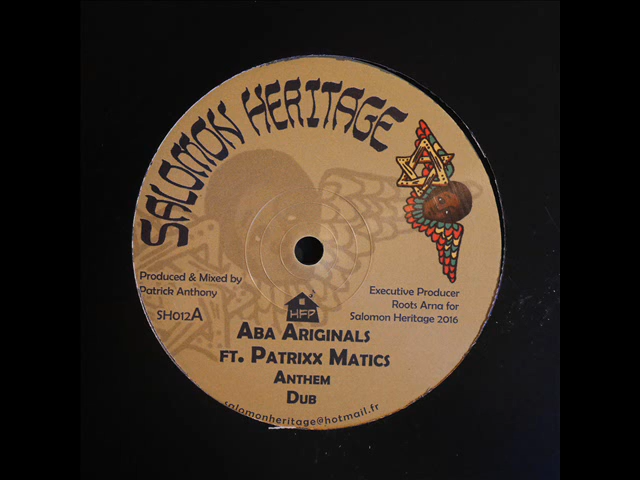 SALOMON HERITAGE
Produced & Mixed by
Patrick Anthony
SH012A
Executive Producer
Roots Arna for
Salomon Heritage 2016
HFP
ABA ARIGINALS
FT. PATRIXX MATICS
ANTHEM
DUB
salomonheritage@hotmail.fr